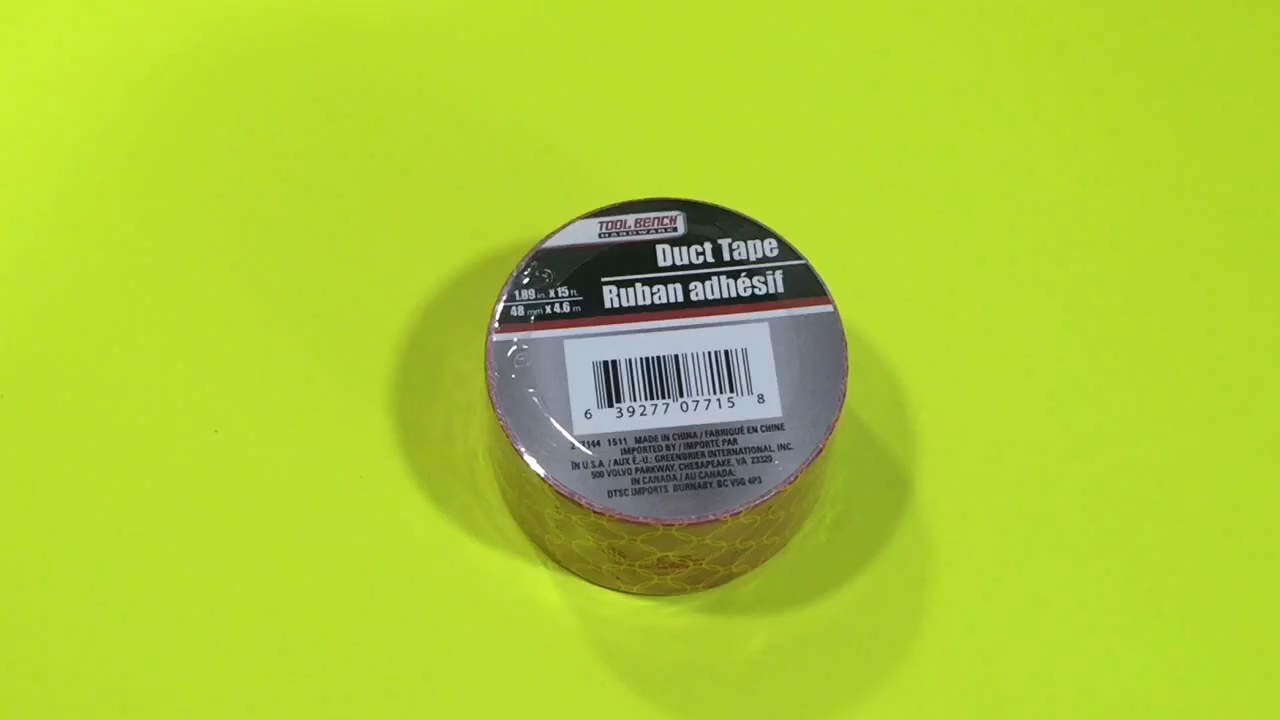 TOOL BENCH
HARDWARE
Duct Tape
Ruban adhésif
1.89 in. x 15 ft.
48 mm x 4.6 m
6 39277 07715 8
1511 MADE IN CHINA / FABRIQUÉ EN CHINE
IMPORTED BY / IMPORTÉ PAR
IN U.S.A. / AUX É.-U.: GREENBRIER INTERNATIONAL, INC.
500 VOLVO PARKWAY, CHESAPEAKE, VA 23320
IN CANADA / AU CANADA:
DTSC IMPORTS BURNABY, BC V5G 4P3